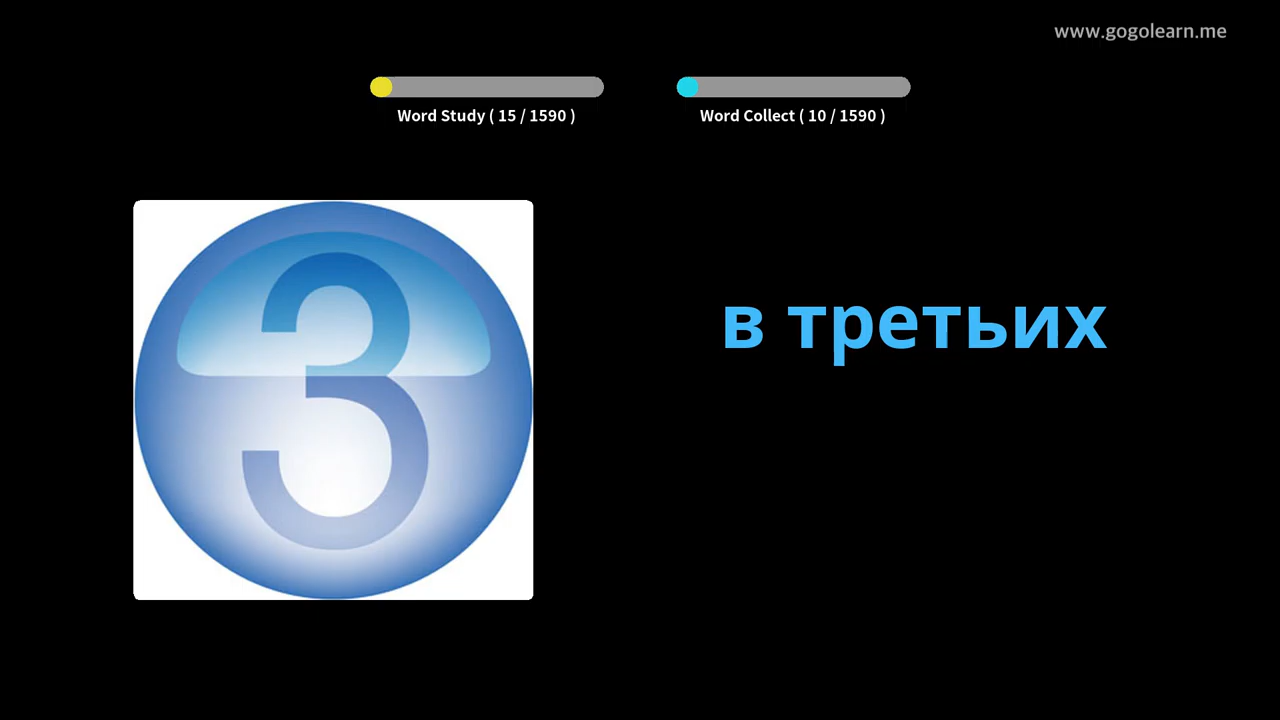 www.gogolearn.me
Word Study ( 15 / 1590 )
Word Collect ( 10 / 1590 )
3
в третьих